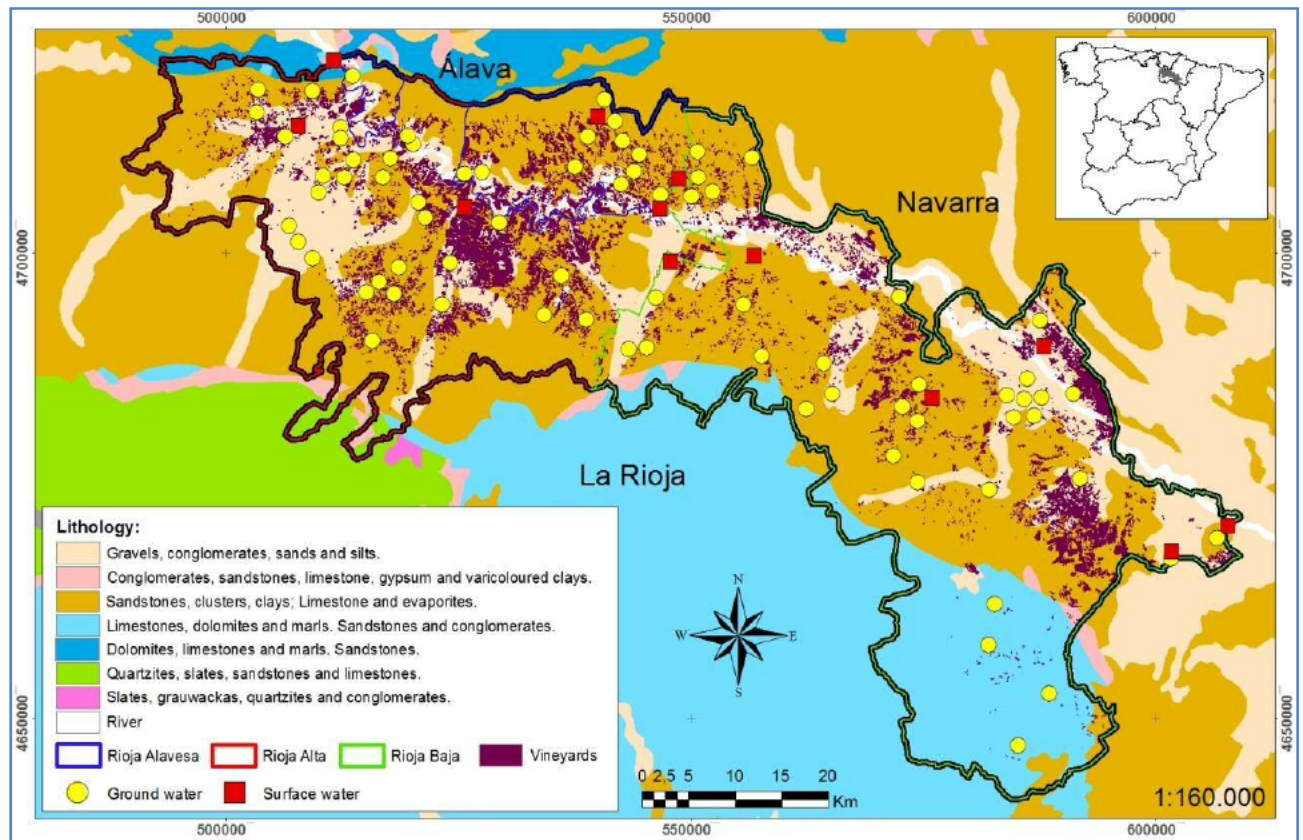 500000 550000 600000
Álava
Navarra
4700000 4700000
La Rioja
Lithology:
Gravels, conglomerates, sands and silts.
Conglomerates, sandstones, limestone, gypsum and varicoloured clays.
Sandstones, clusters, clays; Limestone and evaporites.
Limestones, dolomites and marls. Sandstones and conglomerates.
Dolomites, limestones and marls. Sandstones.
Quartzites, slates, sandstones and limestones.
Slates, grauwackas, quartzites and conglomerates.
River
Rioja Alavesa Rioja Alta Rioja Baja Vineyards
Ground water Surface water
N
W E
S
4650000 4650000
0 2,5 5 10 15 20
Km
1:160.000
500000 550000 600000